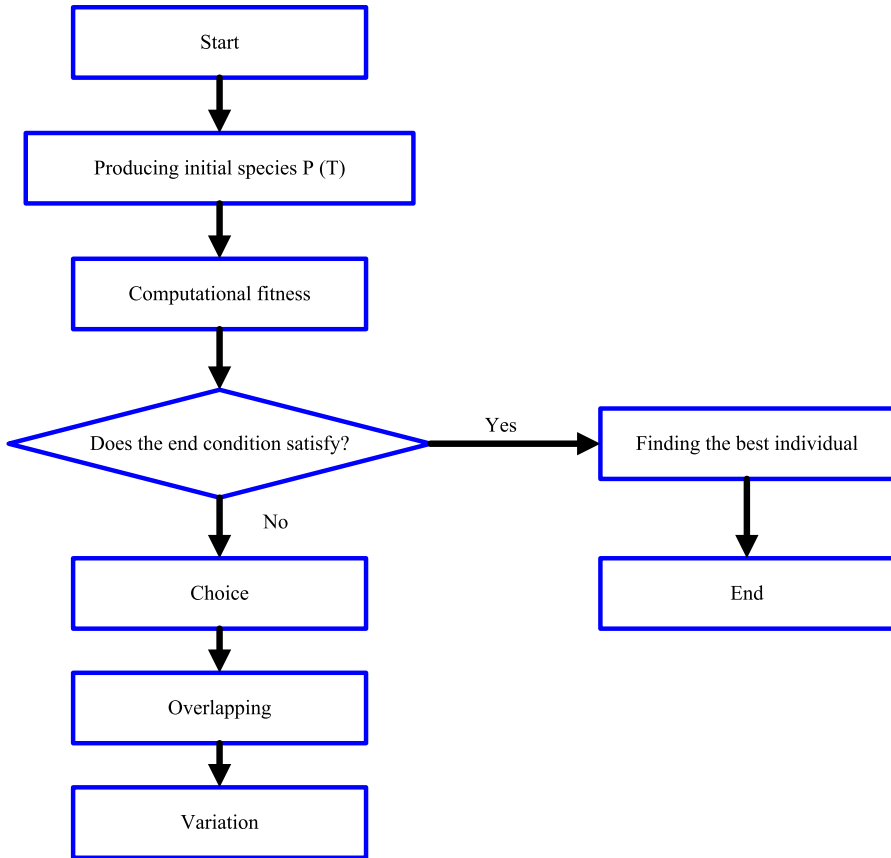 Start
Producing initial species P (T)
Computational fitness
Does the end condition satisfy?
Yes
Finding the best individual
No
Choice
End
Overlapping
Variation